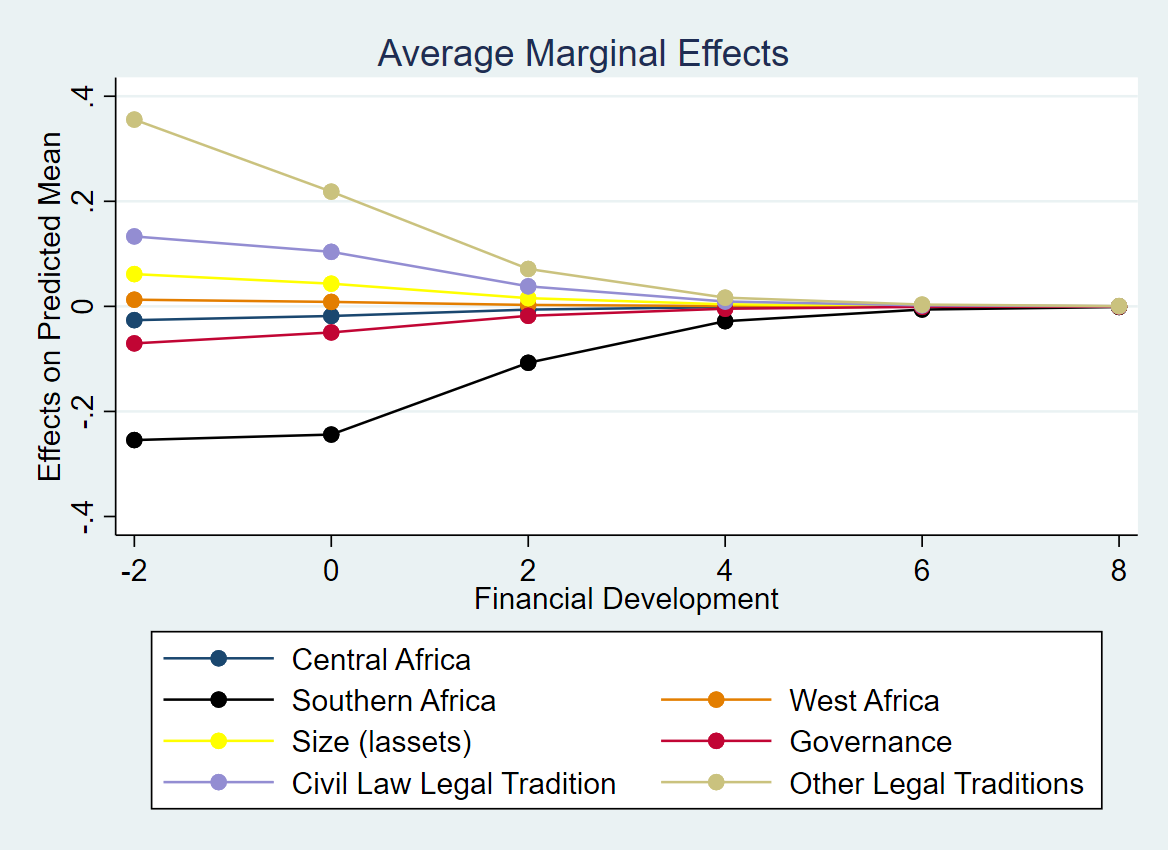 Average Marginal Effects
Effects on Predicted Mean
.4
.2
0
-.2
-.4
-2 0 2 4 6 8
Financial Development
Central Africa
Southern Africa West Africa
Size (lassets) Governance
Civil Law Legal Tradition Other Legal Traditions